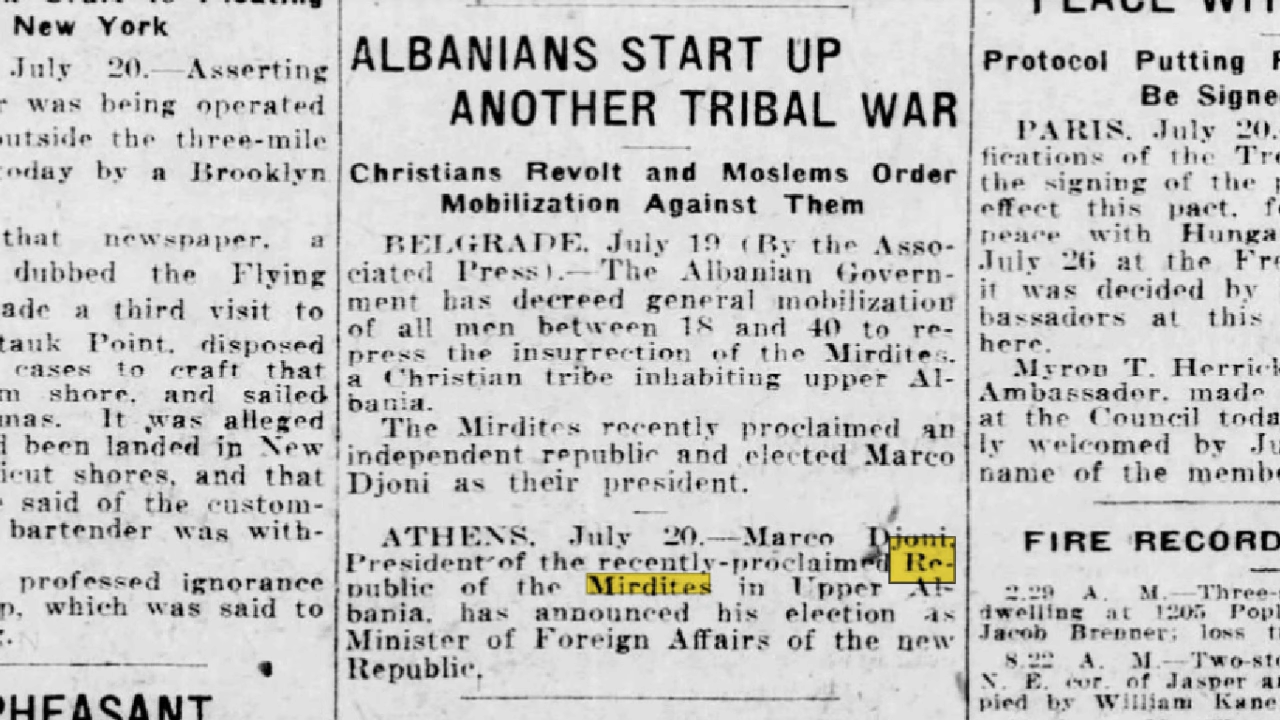 New York
July 20.—Asserting
was being operated
outside the three-mile
today by a Brooklyn
that newspaper, a
dubbed the Flying
a third visit to
Point, disposed
cases to craft that
shore, and sailed
It was alleged
been landed in New
shores, and that
said of the custom-
bartender was with-
professed ignorance
which was said to
PHEASANT
ALBANIANS START UP
ANOTHER TRIBAL WAR
Christians Revolt and Moslems Order
Mobilization Against Them
BELGRADE, July 19 (By the Asso-
ciated Press).—The Albanian Govern-
ment has decreed general mobilization
of all men between 18 and 40 to re-
press the insurrection of the Mirdites,
a Christian tribe inhabiting upper Al-
bania.
The Mirdites recently proclaimed an
independent republic and elected Marco
Djoni as their president.
ATHENS, July 20.—Marco Djoni,
President of the recently-proclaimed Re-
public of the Mirdites in Upper Al-
bania, has announced his election as
Minister of Foreign Affairs of the new
Republic.
PEACE
Protocol Putting
Be Signe
PARIS, July 20.
fications of the Tre
the signing of the
effect this pact, f
peace with Hunga
July 26 at the Fr
it was decided by
bassadors at this
here.
Myron T. Herrick
Ambassador, made
at the Council toda
ly welcomed by Ju
name of the membe
FIRE RECORD
2.29 A. M.—Three-
dwelling at 1205 Pop
Jacob Brenner; loss
8.22 A. M.—Two-sto
N. E. cor. of Jasper
pied by William Kane